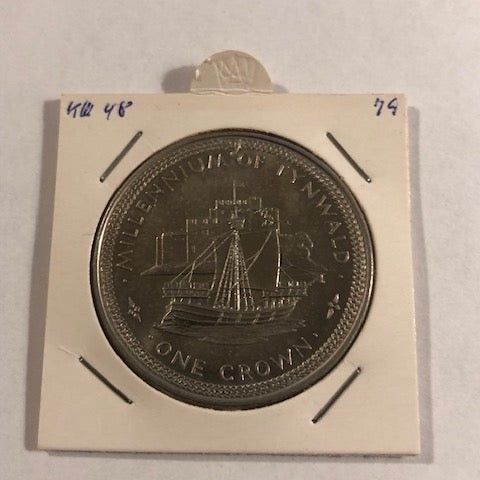 KM 48 79
MILLENNIUM OF TYNWALD
ONE CROWN